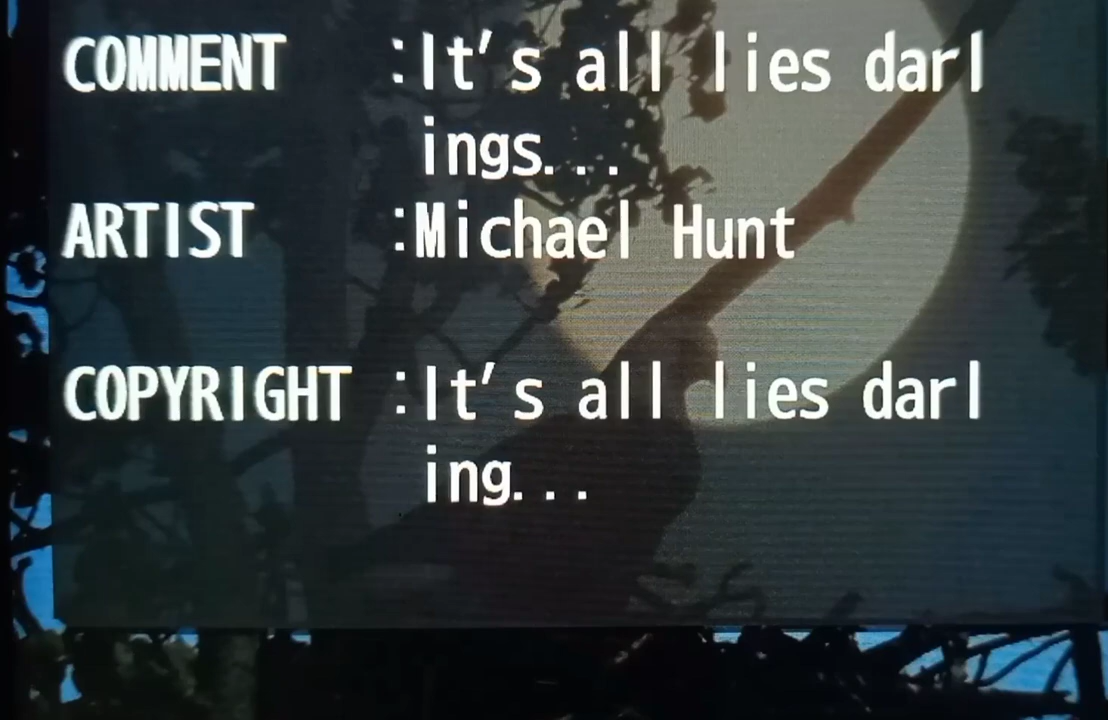 COMMENT :It's all lies darl
ings...
ARTIST :Michael Hunt
COPYRIGHT :It's all lies darl
ing...